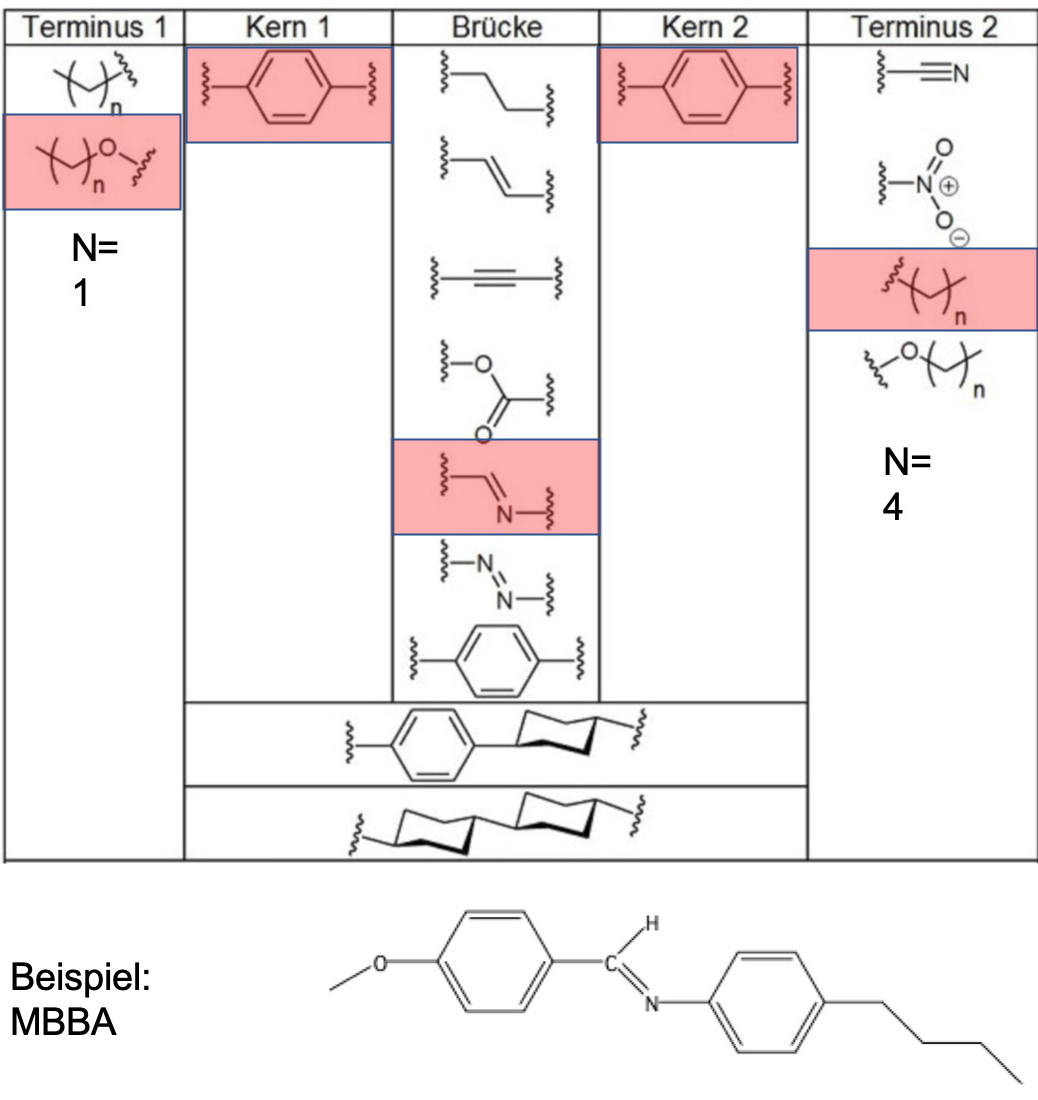 Terminus 1 Kern 1 Brücke Kern 2 Terminus 2
n
O
n
N=
1
O
O
N
N
N
N
O
N
⊕
O
⊖
n
O
n
N=
4
Beispiel:
MBBA
O
H
C
N